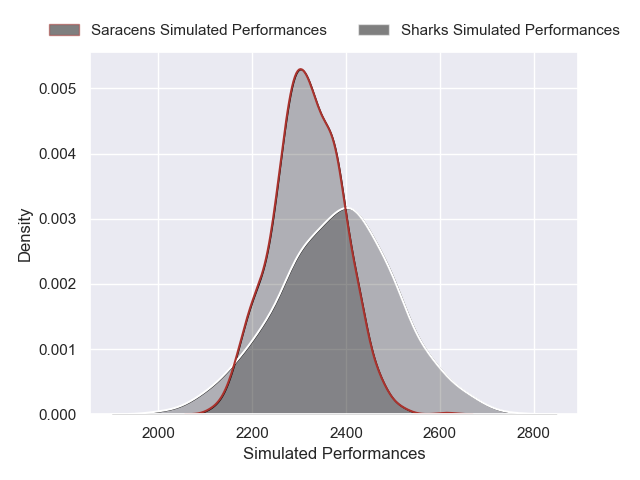 Saracens Simulated Performances Sharks Simulated Performances
0.005
0.004
0.003
0.002
0.001
0.000
Density
2000 2200 2400 2600 2800
Simulated Performances